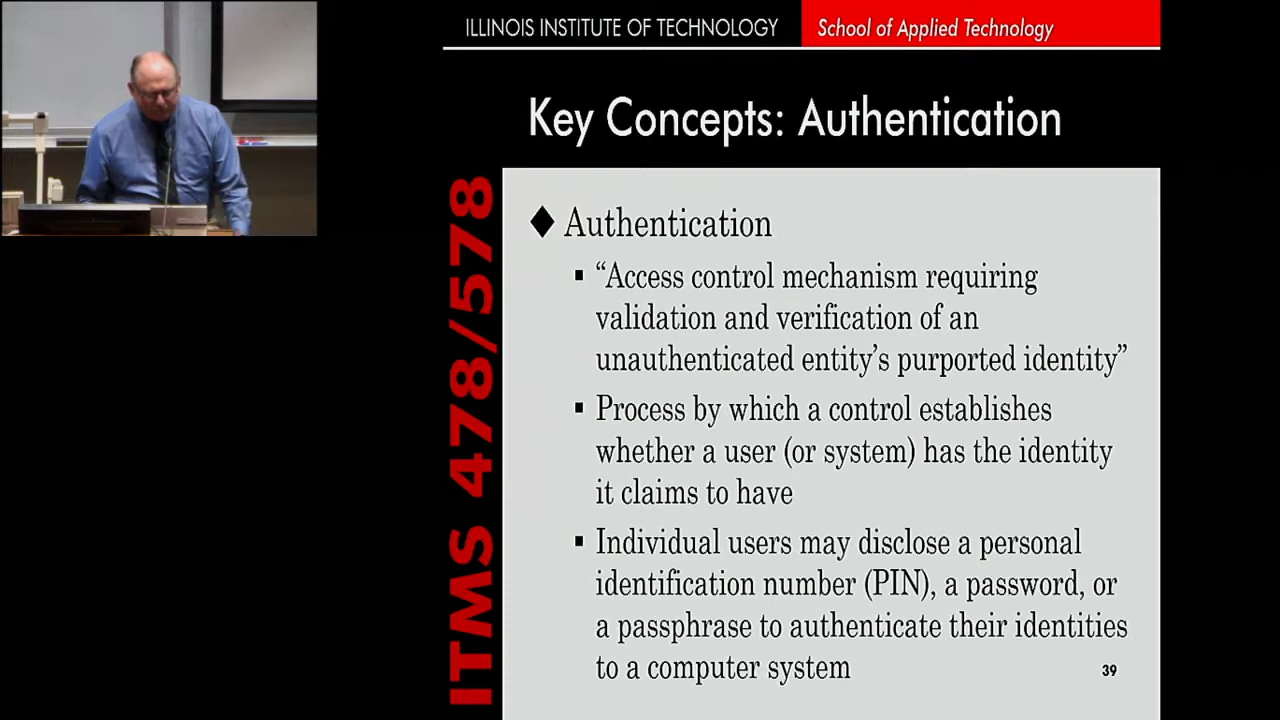 ILLINOIS INSTITUTE OF TECHNOLOGY School of Applied Technology
Key Concepts: Authentication
ITMS 478/578
◆ Authentication
▪ “Access control mechanism requiring
validation and verification of an
unauthenticated entity’s purported identity”
▪ Process by which a control establishes
whether a user (or system) has the identity
it claims to have
▪ Individual users may disclose a personal
identification number (PIN), a password, or
a passphrase to authenticate their identities
to a computer system
39